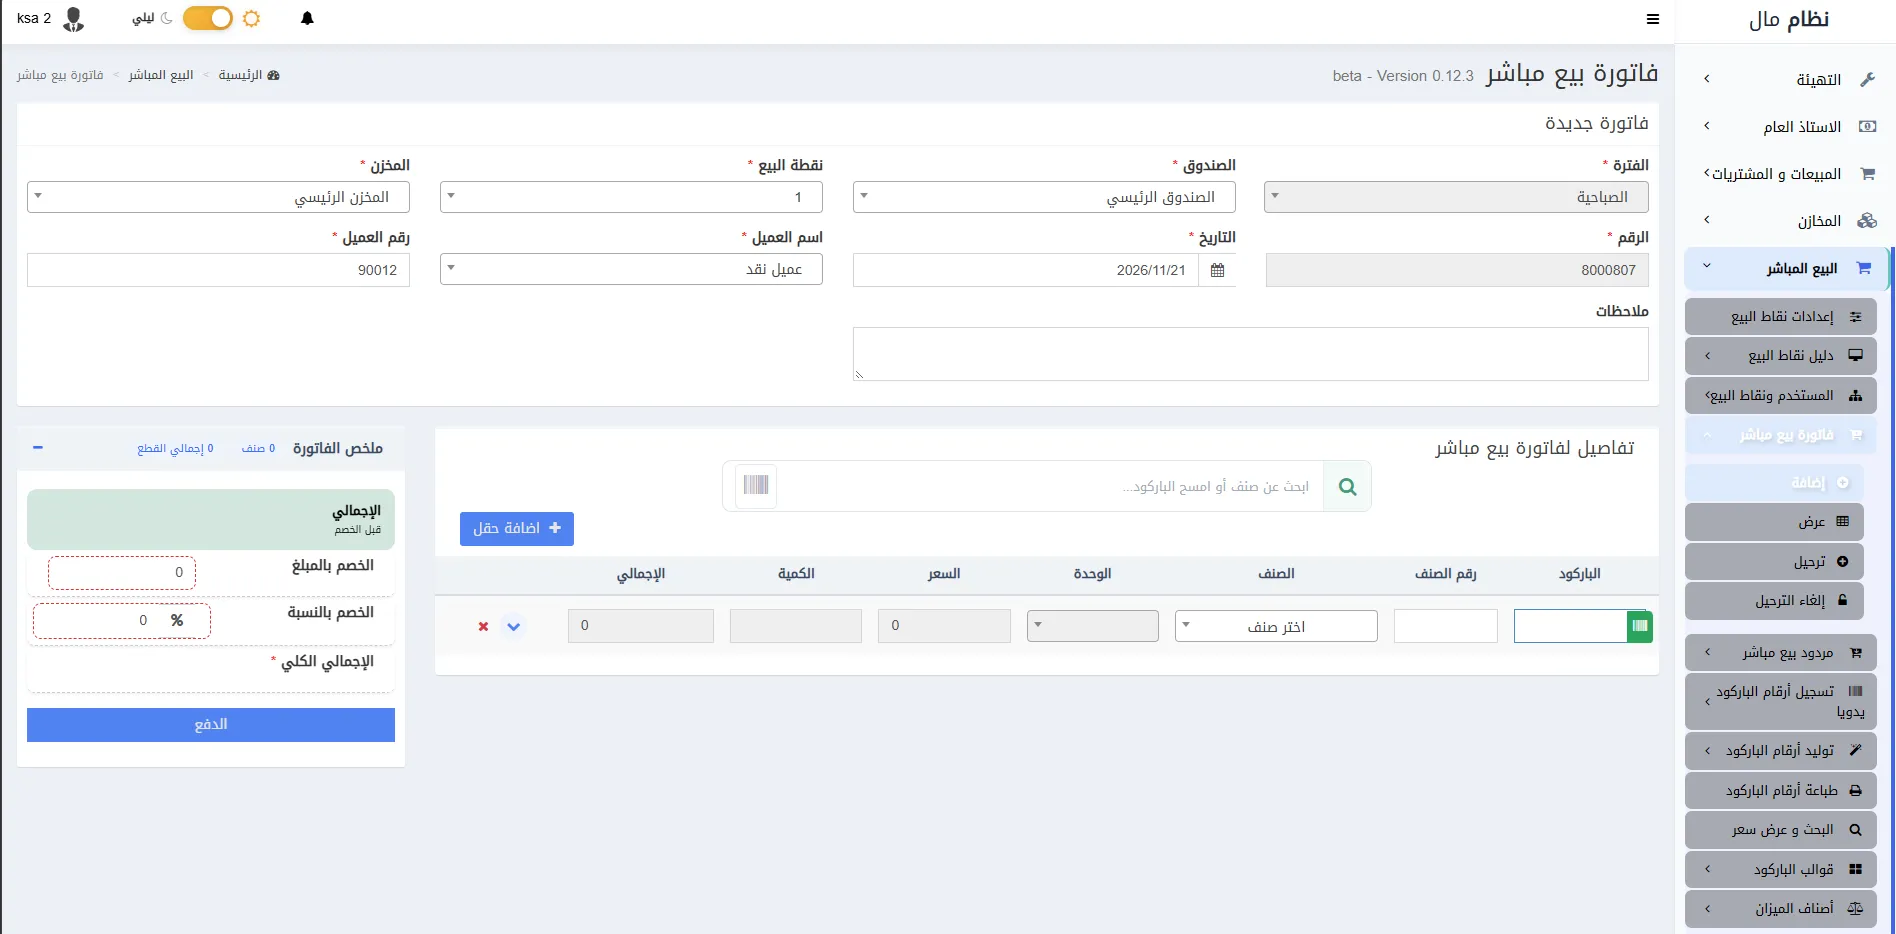 نظام مال
ksa 2
ليلي
التهيئة
الاستاذ العام
المبيعات و المشتريات
المخازن
البيع المباشر
إعدادات نقاط البيع
دليل نقاط البيع
المستخدم ونقاط البيع
فاتورة بيع مباشر
إضافة
عرض
ترحيل
إلغاء الترحيل
مردود بيع مباشر
تسجيل أرقام الباركود
يدويا
توليد أرقام الباركود
طباعة أرقام الباركود
البحث و عرض سعر
قوالب الباركود
أصناف الميزان
فاتورة بيع مباشر beta - Version 0.12.3
الرئيسية > البيع المباشر > فاتورة بيع مباشر
فاتورة جديدة
الفترة *
الصندوق *
نقطة البيع *
المخزن *
الصباحية
الصندوق الرئيسي
1
المخزن الرئيسي
الرقم *
التاريخ *
اسم العميل *
رقم العميل *
8000807
2026/11/21
عميل نقد
90012
ملاحظات
تفاصيل لفاتورة بيع مباشر
ابحث عن صنف أو امسح الباركود...
اضافة حقل
الباركود
رقم الصنف
الصنف
الوحدة
السعر
الكمية
الإجمالي
اختر صنف
0
0
ملخص الفاتورة
0 صنف
0 إجمالي القطع
الإجمالي
قبل الخصم
الخصم بالمبلغ
0
الخصم بالنسبة
% 0
الإجمالي الكلي *
الدفع